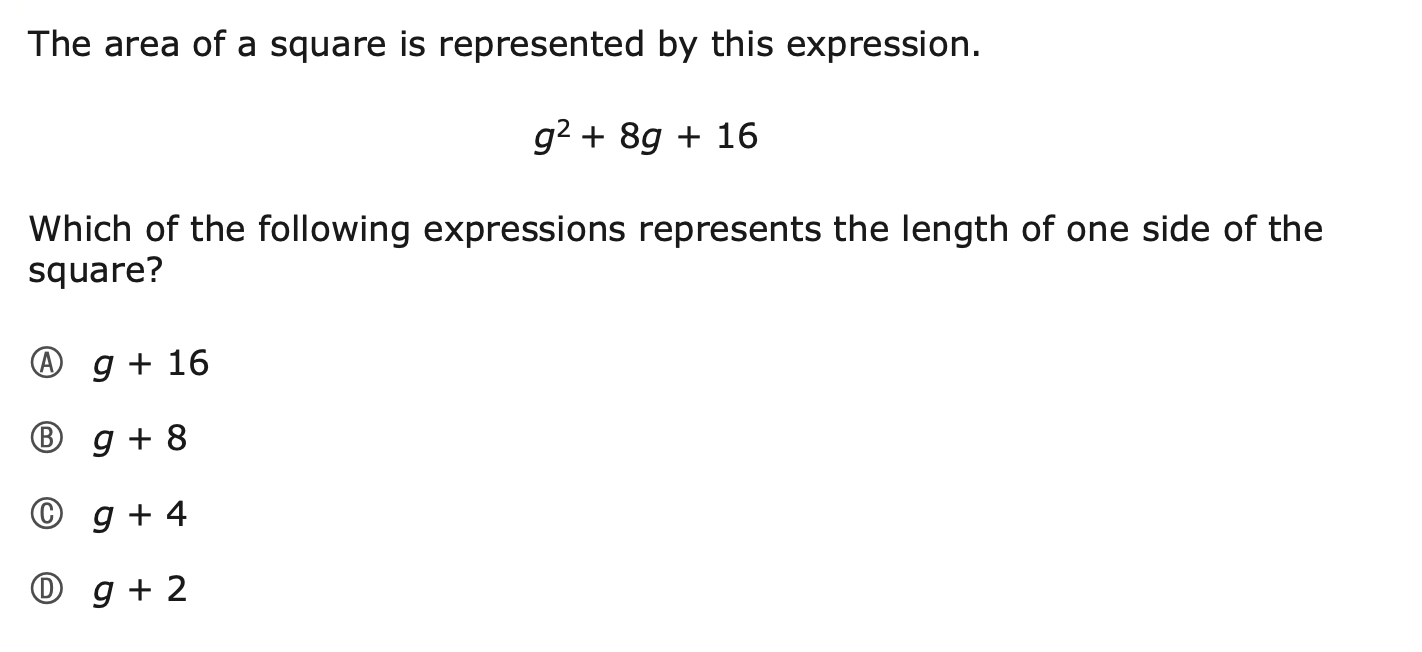 The area of a square is represented by this expression.
g² + 8g + 16
Which of the following expressions represents the length of one side of the
square?
Ⓐ g + 16
Ⓑ g + 8
Ⓒ g + 4
Ⓓ g + 2